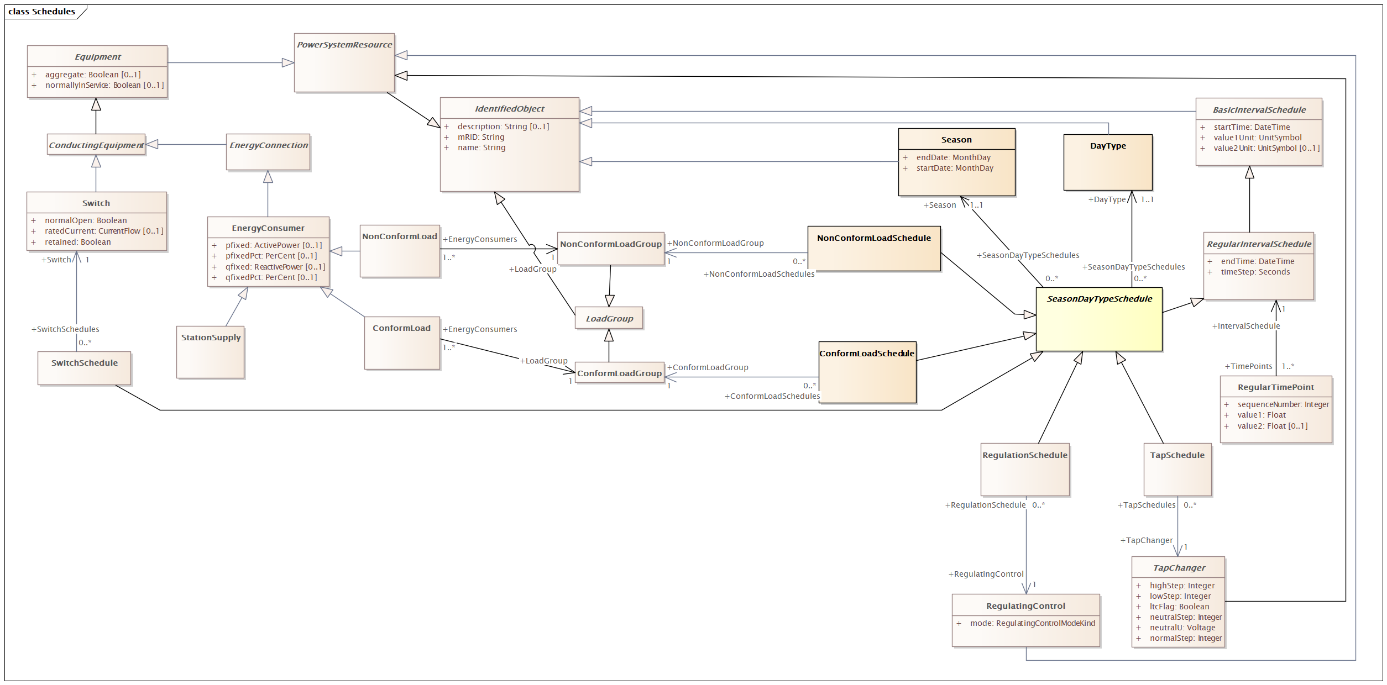 class Schedules
Equipment
+ aggregate: Boolean [0..1]
+ normallyInService: Boolean [0..1]
PowerSystemResource
IdentifiedObject
+ description: String [0..1]
+ mRID: String
+ name: String
BasicIntervalSchedule
+ startTime: DateTime
+ value1Unit: UnitSymbol
+ value2Unit: UnitSymbol [0..1]
Season
+ endDate: MonthDay
+ startDate: MonthDay
DayType
ConductingEquipment
EnergyConnection
Switch
+ normalOpen: Boolean
+ ratedCurrent: CurrentFlow [0..1]
+ retained: Boolean
+Season 1..1
+DayType 1..1
EnergyConsumer
+ pfixed: ActivePower [0..1]
+ pfixedPct: PerCent [0..1]
+ qfixed: ReactivePower [0..1]
+ qfixedPct: PerCent [0..1]
NonConformLoad
+EnergyConsumers
1..*
+LoadGroup
1
NonConformLoadGroup
+NonConformLoadGroup
1
0..*
+NonConformLoadSchedules
NonConformLoadSchedule
+SeasonDayTypeSchedules
0..*
+SeasonDayTypeSchedules
0..*
RegularIntervalSchedule
+ endTime: DateTime
+ timeStep: Seconds
+Switch 1
SeasonDayTypeSchedule
1
+IntervalSchedule
LoadGroup
StationSupply
ConformLoad
+EnergyConsumers
1..*
+LoadGroup
1
ConformLoadGroup
+ConformLoadGroup
1
0..*
+ConformLoadSchedules
ConformLoadSchedule
+SwitchSchedules
0..*
SwitchSchedule
+TimePoints 1..*
RegularTimePoint
+ sequenceNumber: Integer
+ value1: Float
+ value2: Float [0..1]
RegulationSchedule
TapSchedule
+RegulationSchedule 0..*
+TapSchedules 0..*
+TapChanger
1
+RegulatingControl
1
TapChanger
+ highStep: Integer
+ lowStep: Integer
+ ltcFlag: Boolean
+ neutralStep: Integer
+ neutralU: Voltage
+ normalStep: Integer
RegulatingControl
+ mode: RegulatingControlModeKind